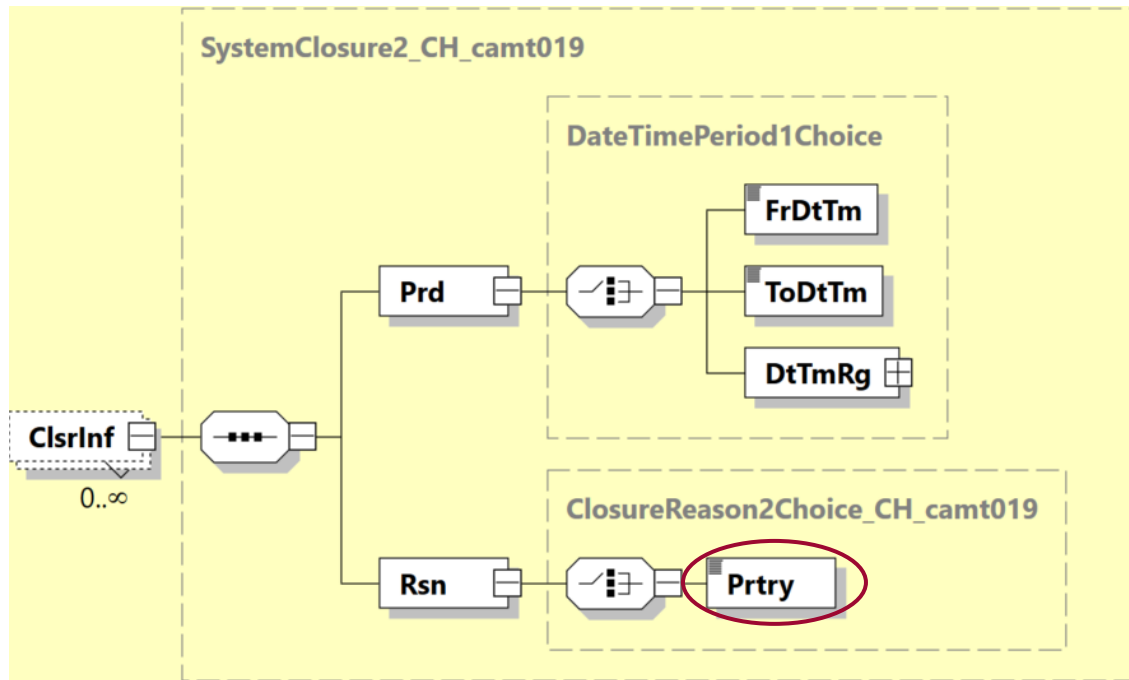 SystemClosure2_CH_camt019
DateTimePeriod1Choice
FrDtTm
Prd
ToDtTm
DtTmRg
ClsrInf
0..∞
ClosureReason2Choice_CH_camt019
Rsn
Prtry